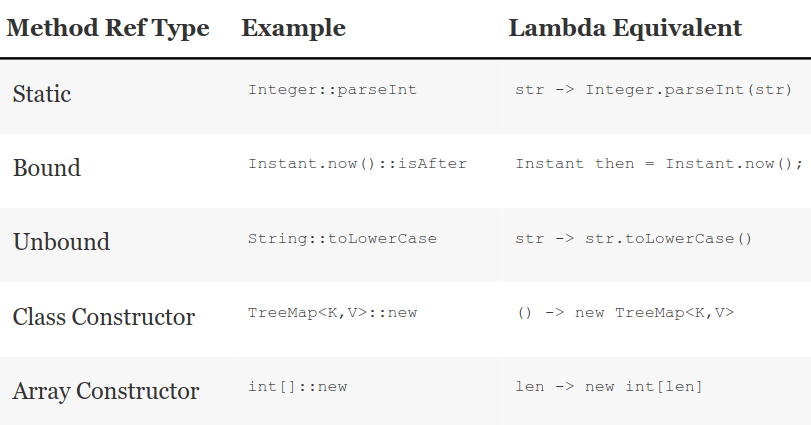 Method Ref Type Example Lambda Equivalent
Static Integer::parseInt str -> Integer.parseInt(str)
Bound Instant.now()::isAfter Instant then = Instant.now();
Unbound String::toLowerCase str -> str.toLowerCase()
Class Constructor TreeMap<K,V>::new () -> new TreeMap<K,V>
Array Constructor int[]::new len -> new int[len]